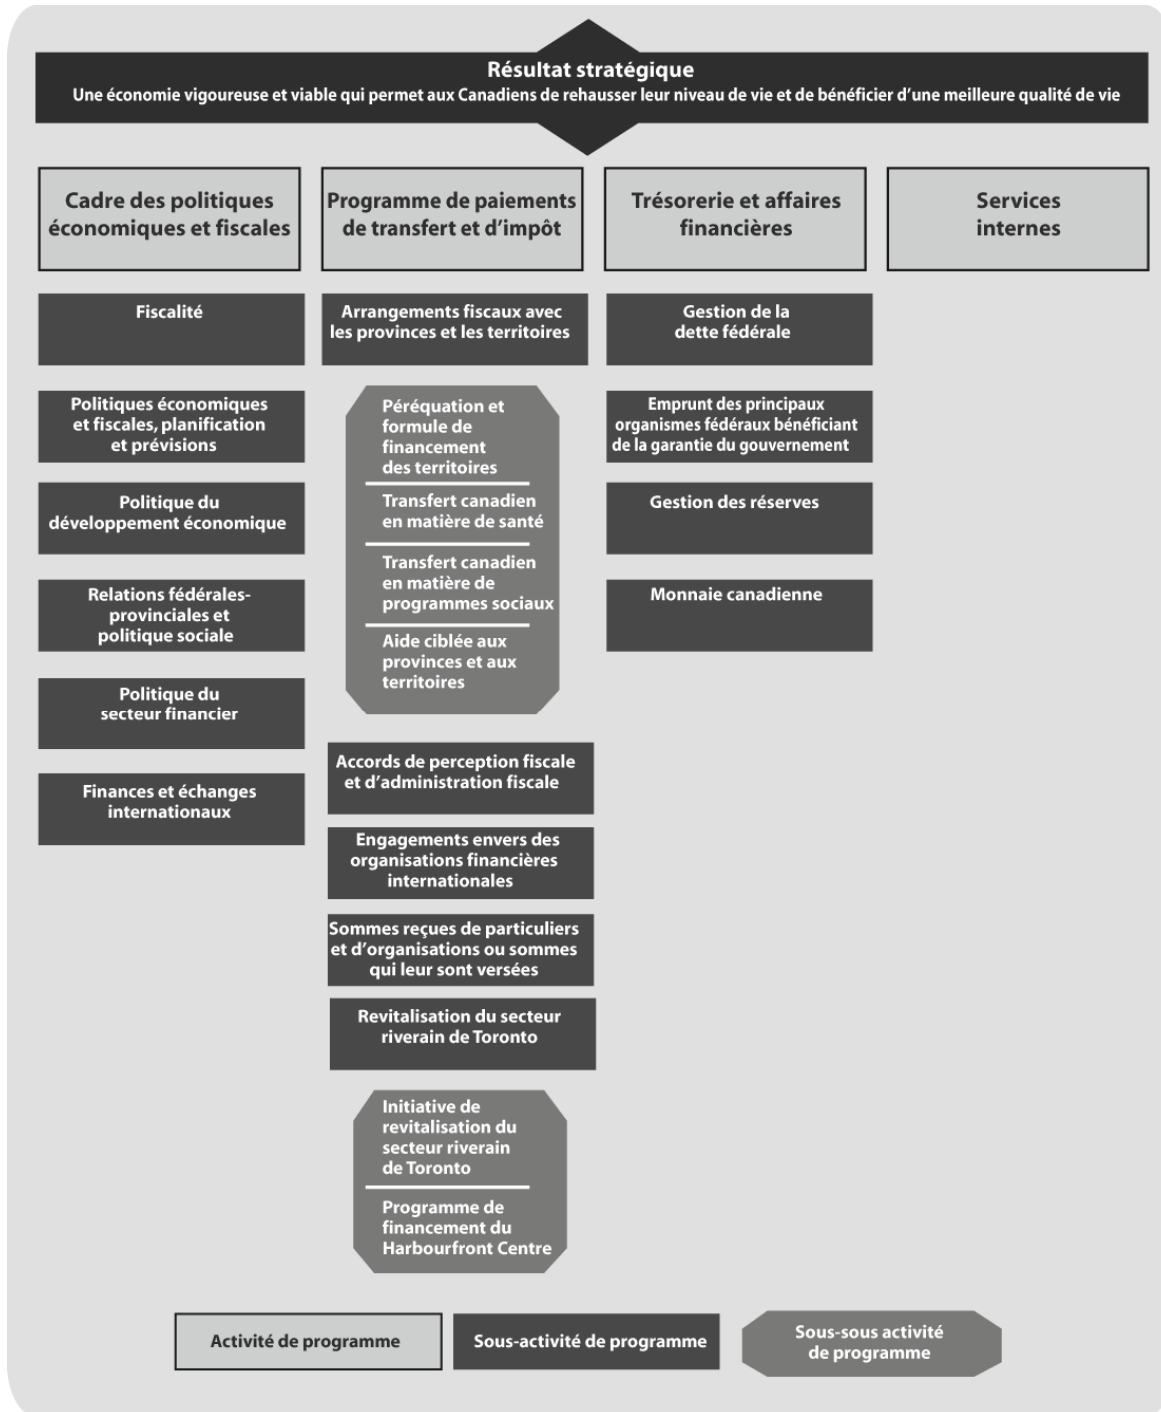 Résultat stratégique
Une économie vigoureuse et viable qui permet aux Canadiens de rehausser leur niveau de vie et de bénéficier d'une meilleure qualité de vie
Cadre des politiques
économiques et fiscales
Programme de paiements
de transfert et d'impôt
Trésorerie et affaires
financières
Services
internes
Fiscalité
Politiques économiques
et fiscales, planification
et prévisions
Politique du
développement économique
Relations fédérales-
provinciales et
politique sociale
Politique du
secteur financier
Finances et échanges
internationaux
Arrangements fiscaux avec
les provinces et les territoires
Péréquation et
formule de
financement
des territoires
Transfert canadien
en matière de santé
Transfert canadien
en matière de
programmes sociaux
Aide ciblée aux
provinces et aux
territoires
Accords de perception fiscale
et d'administration fiscale
Engagements envers des
organisations financières
internationales
Sommes reçues de particuliers
et d'organisations ou sommes
qui leur sont versées
Revitalisation du secteur
riverain de Toronto
Initiative de
revitalisation du
secteur riverain
de Toronto
Programme de
financement du
Harbourfront Centre
Gestion de la
dette fédérale
Emprunt des principaux
organismes fédéraux bénéficiant
de la garantie du gouvernement
Gestion des réserves
Monnaie canadienne
Activité de programme
Sous-activité de programme
Sous-sous activité
de programme